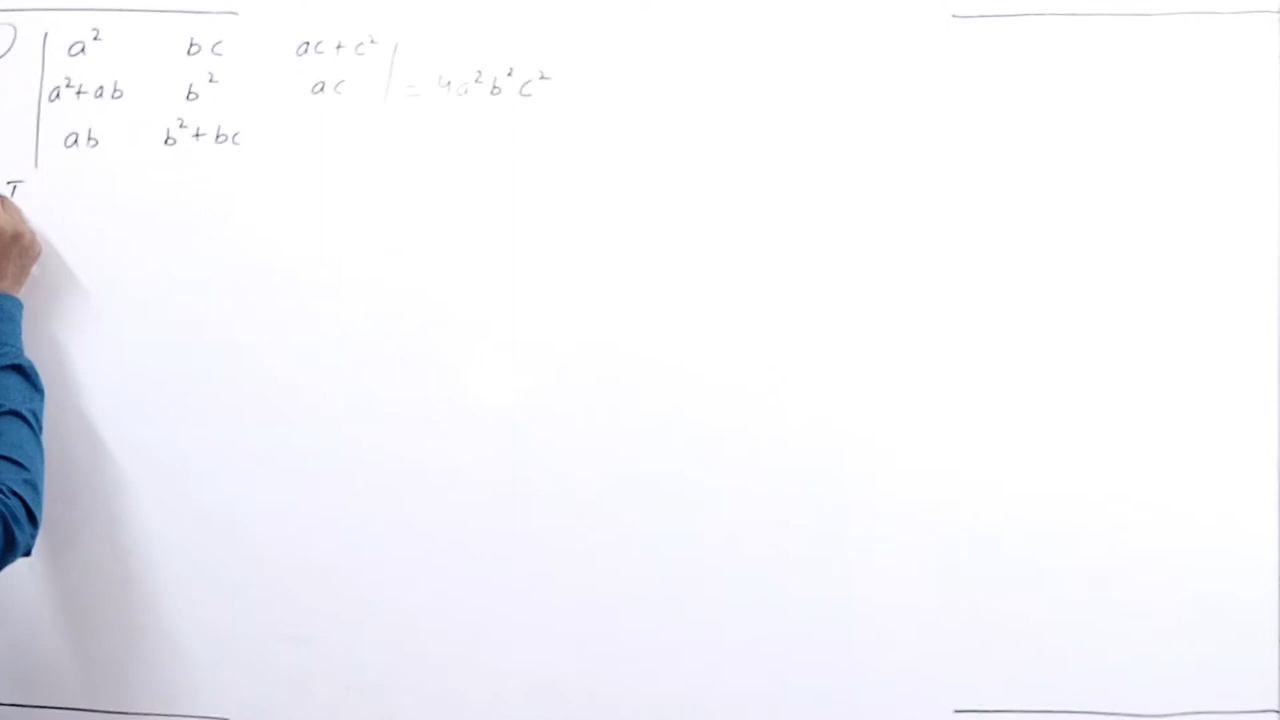 ) | a² bc ac+c² |
a²+ab b² ac = 4a²b²c²
ab b²+bc
T